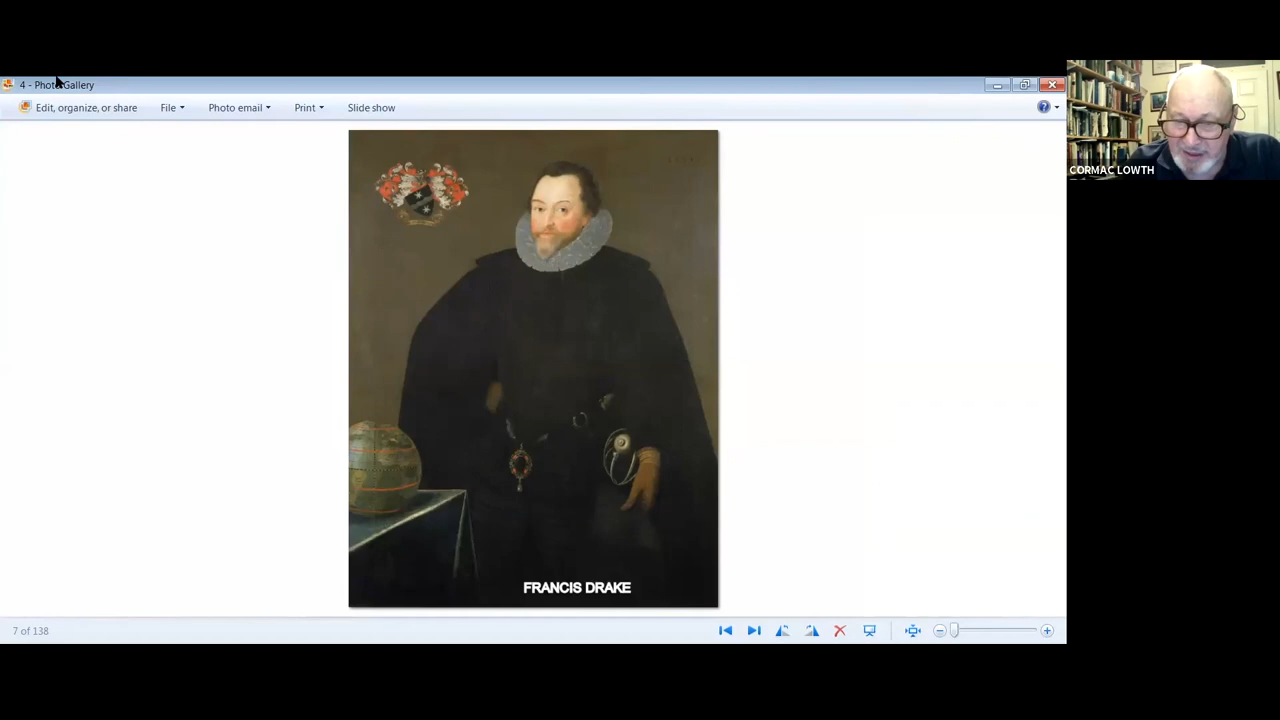 4 - Photo Gallery
Edit, organize, or share File Photo email Print Slide show
CORMAC LOWTH
FRANCIS DRAKE
7 of 138